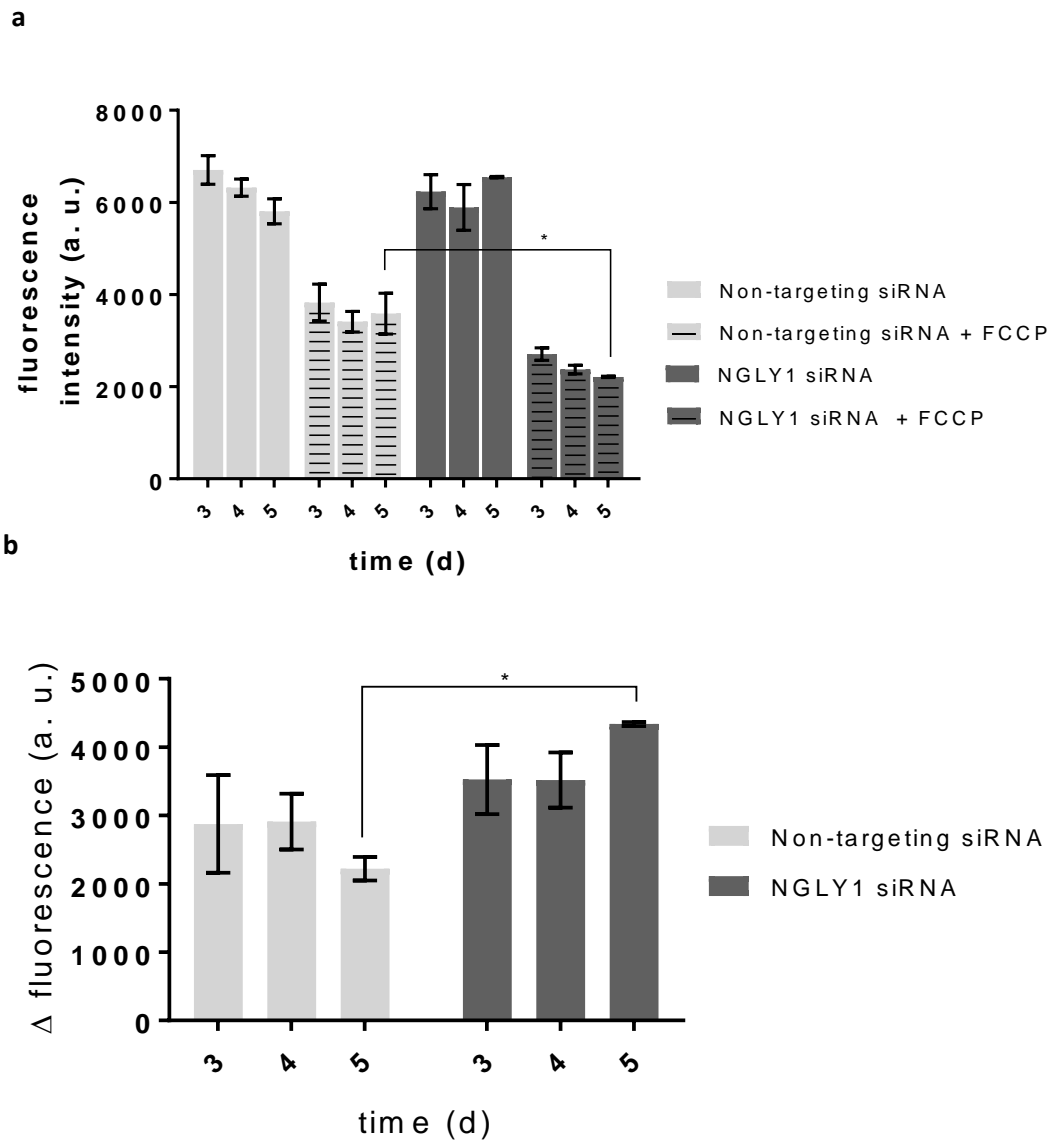 a
8000
6000
4000
2000
0
fluorescence
intensity (a. u.)
*
3 4 5 3 4 5 3 4 5 3 4 5
time (d)
Non-targeting siRNA
Non-targeting siRNA + FCCP
NGLY1 siRNA
NGLY1 siRNA + FCCP
b
5000
4000
3000
2000
1000
0
Δ fluorescence (a. u.)
*
3 4 5 3 4 5
time (d)
Non-targeting siRNA
NGLY1 siRNA